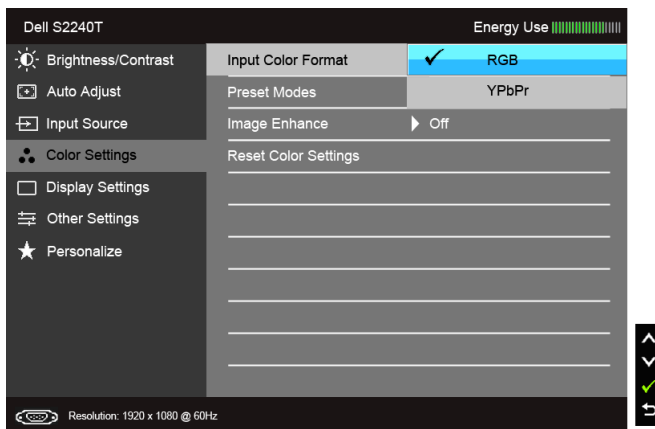 Dell S2240T Energy Use
Brightness/Contrast Input Color Format RGB
Auto Adjust Preset Modes YPbPr
Input Source Image Enhance Off
Color Settings Reset Color Settings
Display Settings
Other Settings
Personalize
Resolution: 1920 x 1080 @ 60Hz